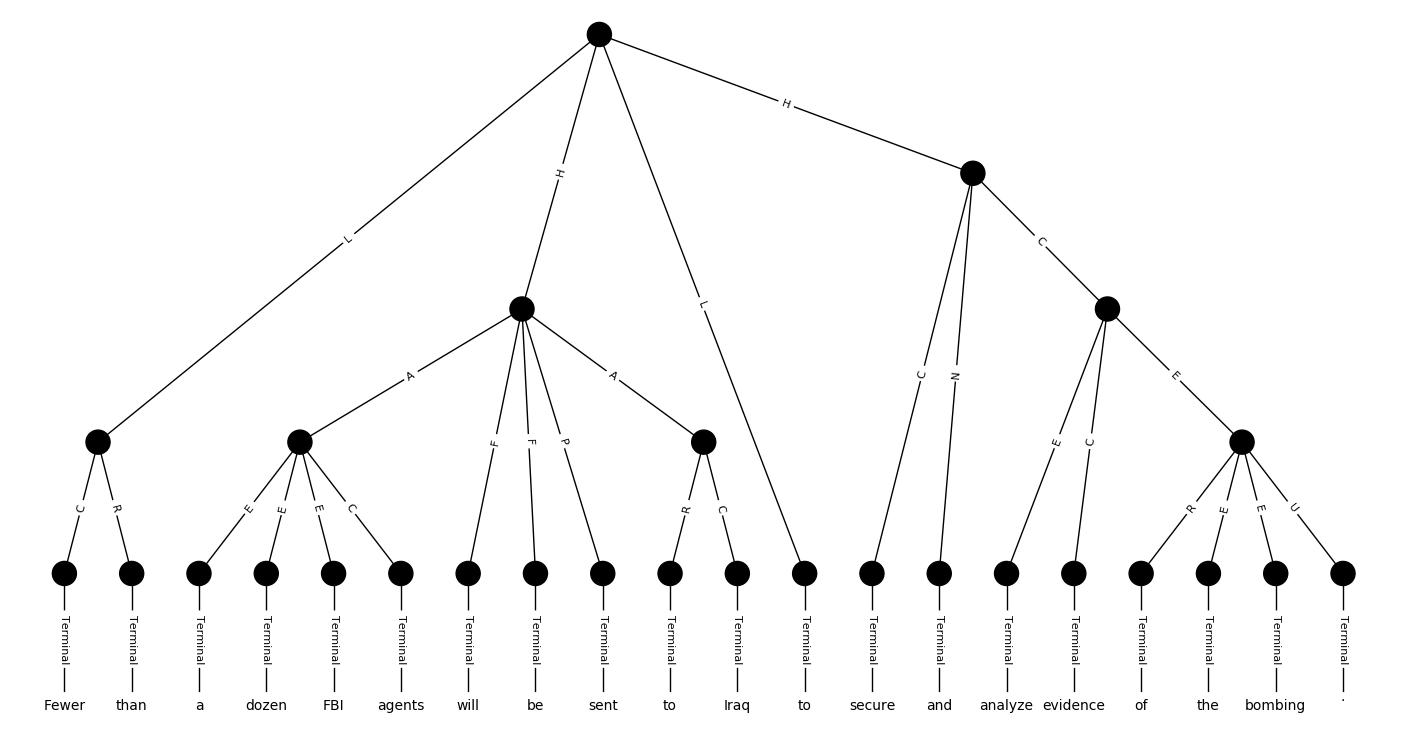 H
H
C
L
L
A
A
C
N
E
F
F
P
E
C
C
R
E
E
E
C
R
C
R
E
E
U
Terminal Terminal Terminal Terminal Terminal Terminal Terminal Terminal Terminal Terminal Terminal Terminal Terminal Terminal Terminal Terminal Terminal Terminal Terminal Terminal
Fewer than a dozen FBI agents will be sent to Iraq to secure and analyze evidence of the bombing .